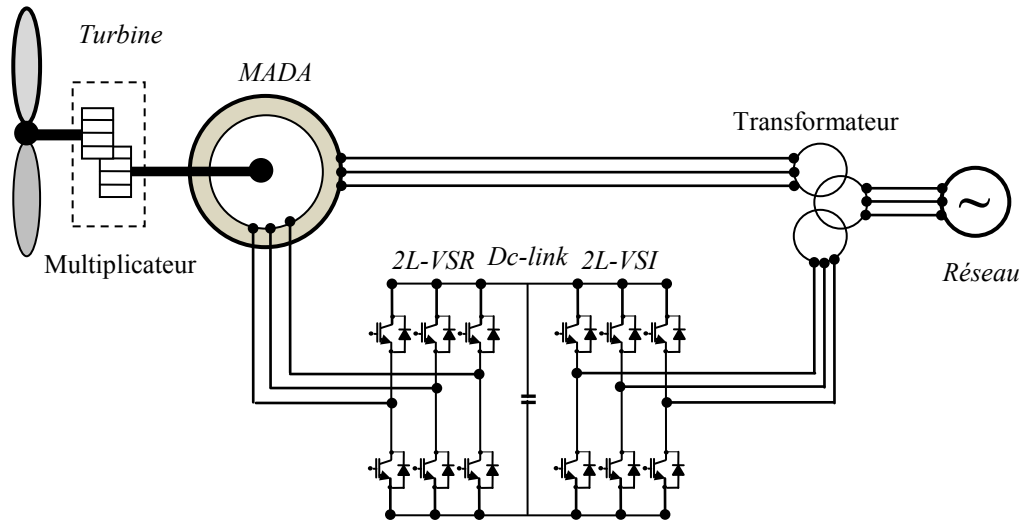 Turbine
MADA
Transformateur
Multiplicateur
2L-VSR
Dc-link
2L-VSI
~
Réseau